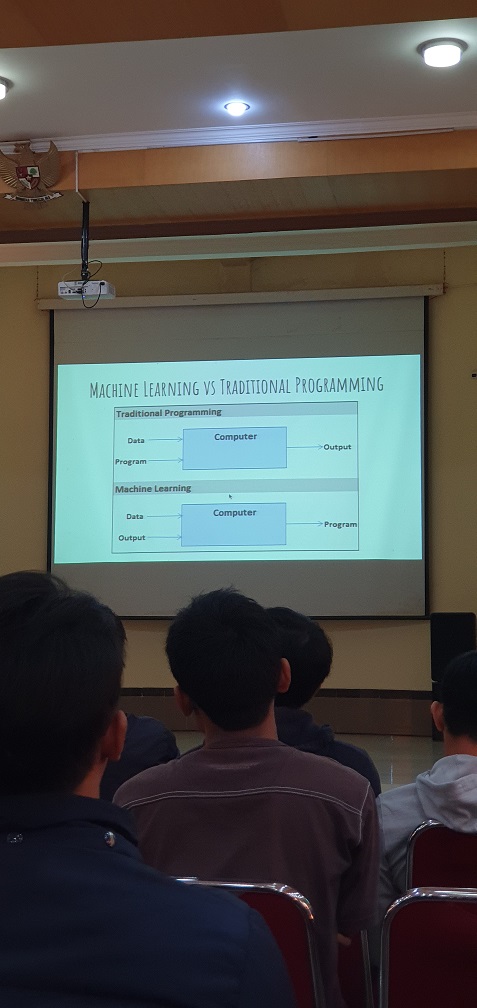 MACHINE LEARNING VS TRADITIONAL PROGRAMMING
Traditional Programming
Data
Computer
Output
Program
Machine Learning
Data
Computer
Program
Output